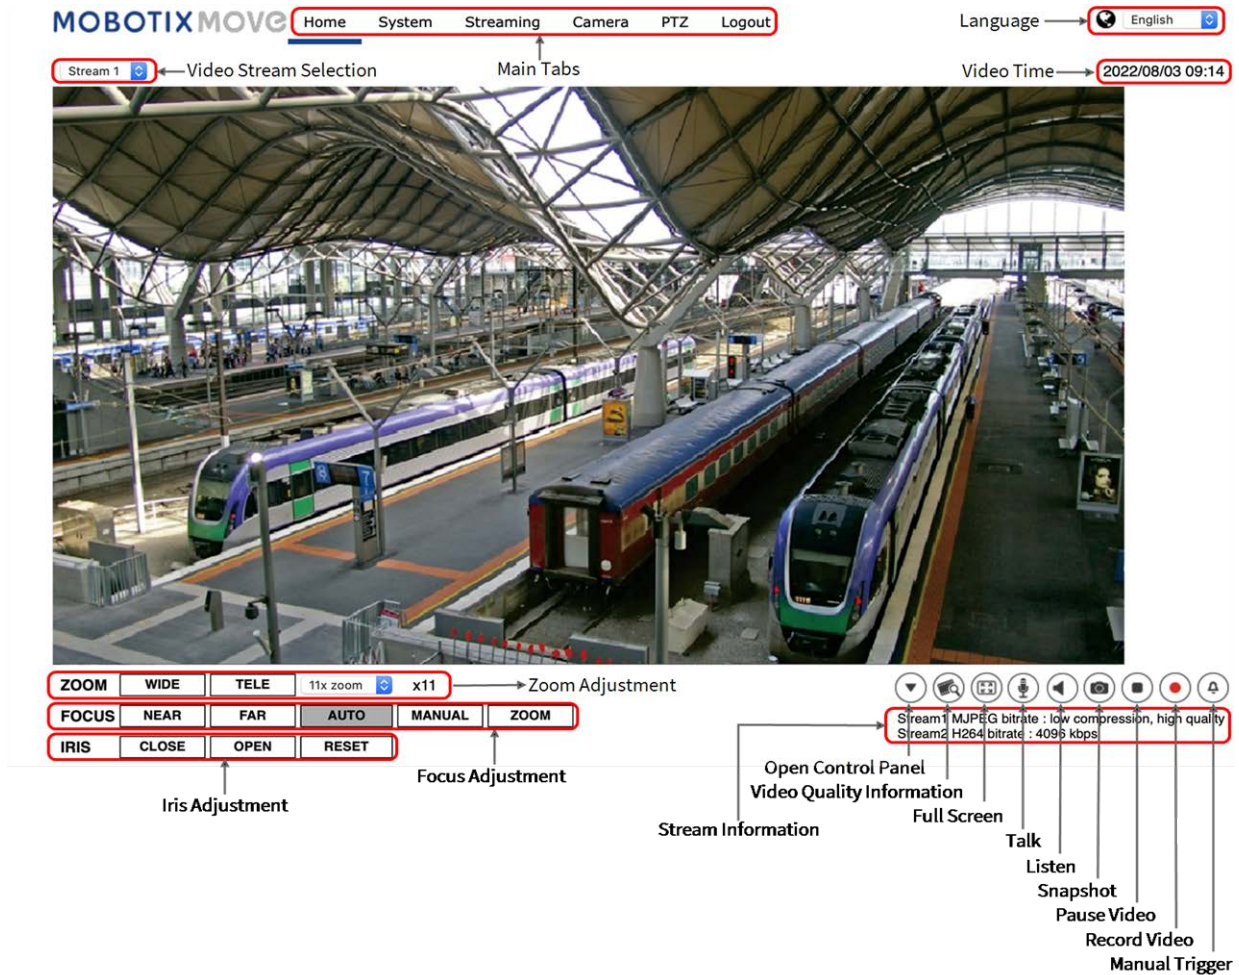 MOBOTIX MOVE Home System Streaming Camera PTZ Logout
Language English
Stream 1 Video Stream Selection Main Tabs Video Time 2022/08/03 09:14
8 7
ZOOM WIDE TELE 11x zoom x11 Zoom Adjustment
FOCUS NEAR FAR AUTO MANUAL ZOOM
IRIS CLOSE OPEN RESET
Stream1 MJPEG bitrate : low compression, high quality
Stream2 H264 bitrate : 4096 kbps
Focus Adjustment
Iris Adjustment
Open Control Panel
Video Quality Information
Full Screen
Stream Information
Talk
Listen
Snapshot
Pause Video
Record Video
Manual Trigger